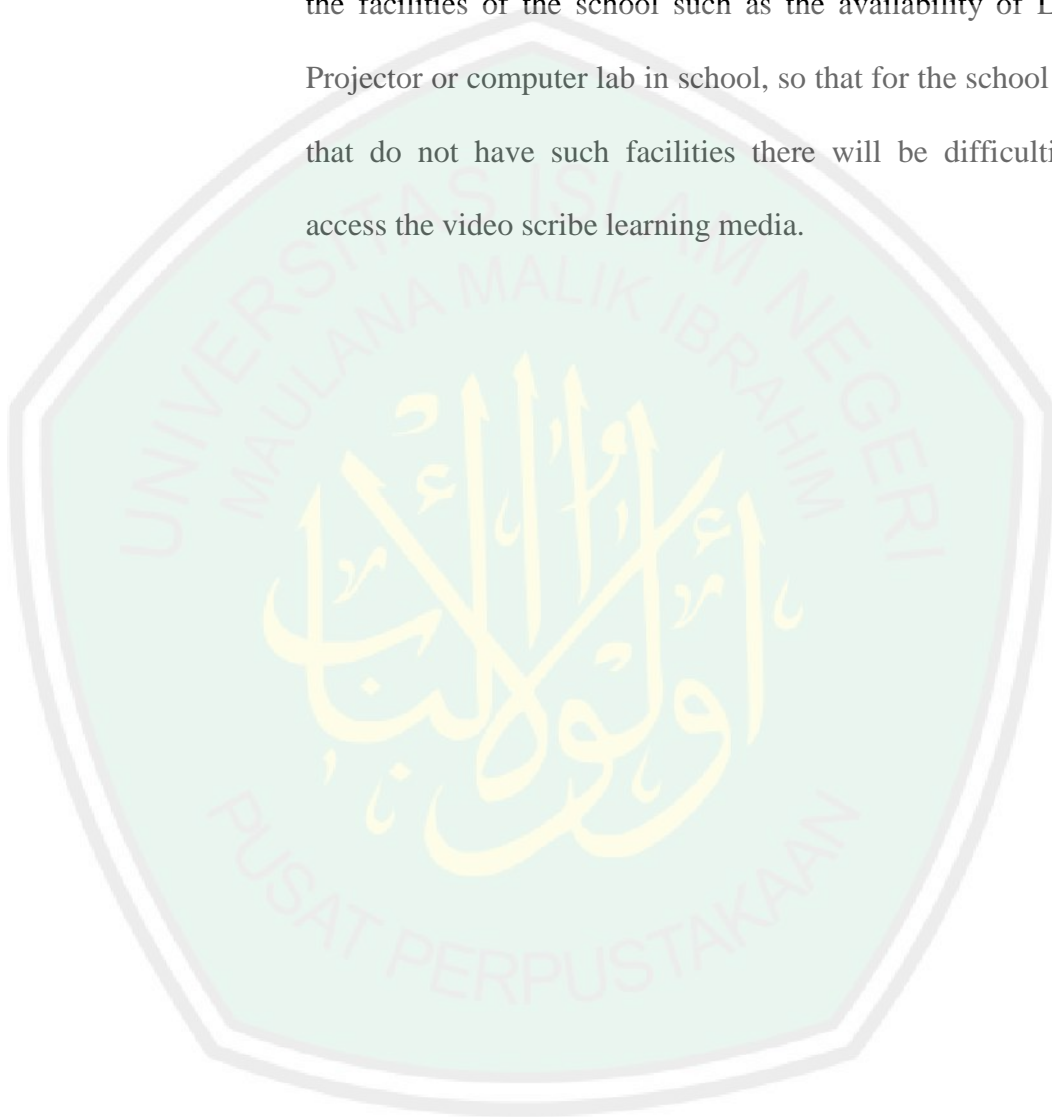 the facilities of the school such as the availability of L
Projector or computer lab in school, so that for the school
that do not have such facilities there will be difficulti
access the video scribe learning media.
UNIVERSITAS ISLAM NEGERI
MAULANA MALIK IBRAHIM
أولوا الألباب
PUSAT PERPUSTAKAAN